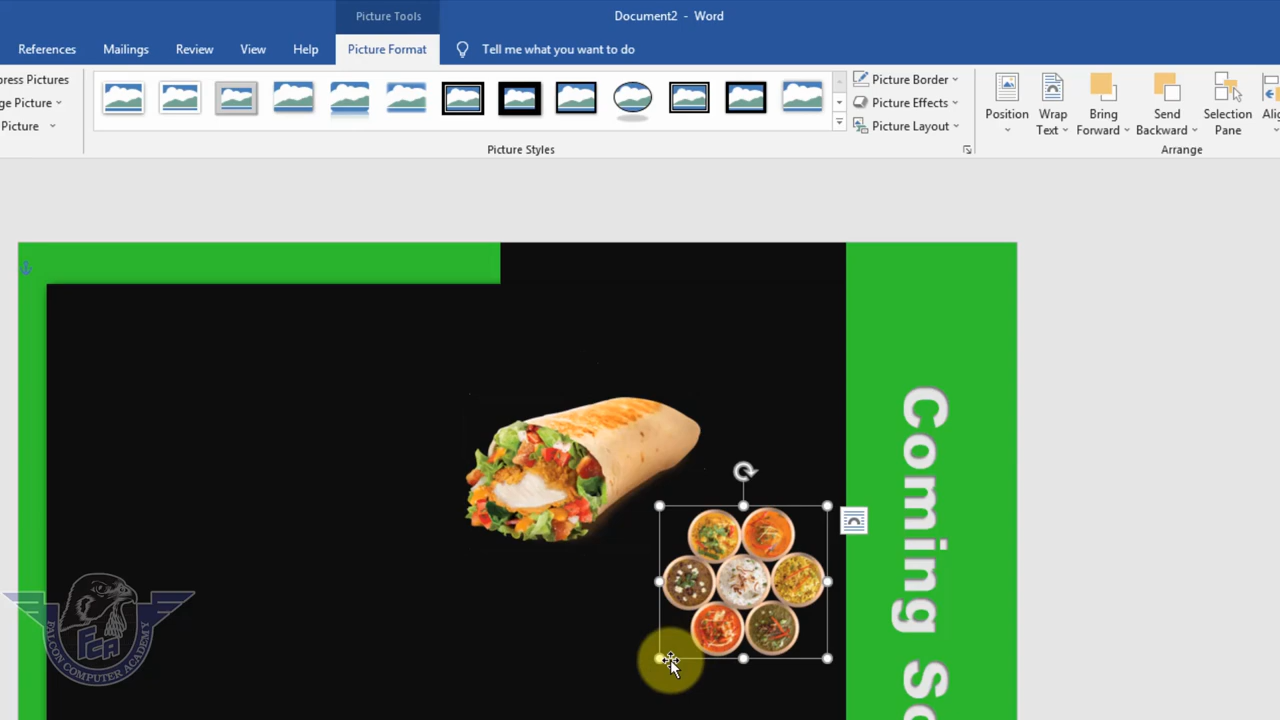 Picture Tools
Document2 - Word
References Mailings Review View Help Picture Format Tell me what you want to do
press Pictures
ge Picture
Picture
Picture Border
Picture Effects
Picture Layout
Position
Wrap Text
Bring Forward
Send Backward
Selection Pane
Picture Styles
Arrange
Coming So
FCA
FALCON COMPUTER ACADEMY